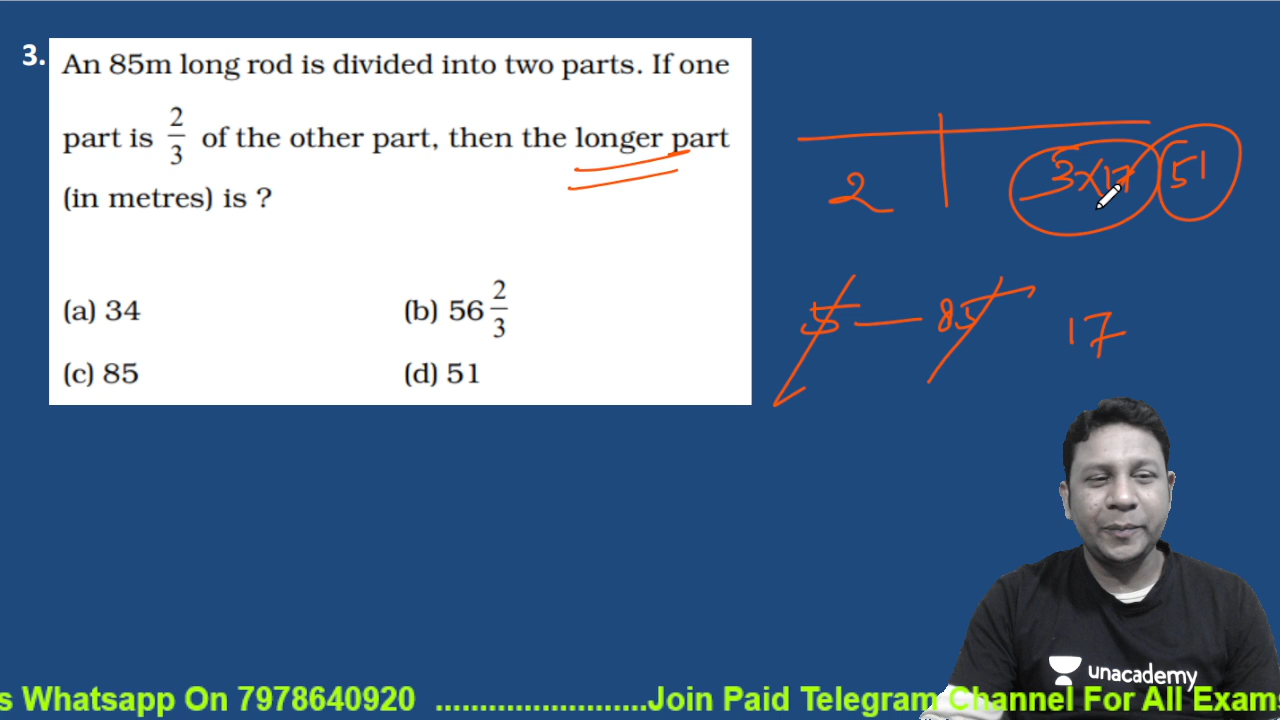 3.
An 85m long rod is divided into two parts. If one
part is 2/3 of the other part, then the longer part
(in metres) is ?
(a) 34
(b) 56 2/3
(c) 85
(d) 51
2
3×17
51
5 — 85
17
unacademy
s Whatsapp On 7978640920 ........................Join Paid Telegram Channel For All Exams